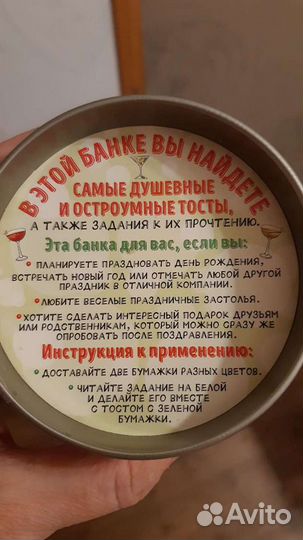 В ЭТОЙ БАНКЕ ВЫ НАЙДЕТЕ
САМЫЕ ДУШЕВНЫЕ
И ОСТРОУМНЫЕ ТОСТЫ,
А ТАКЖЕ ЗАДАНИЯ К ИХ ПРОЧТЕНИЮ.
Эта банка для вас, если вы:
• ПЛАНИРУЕТЕ ПРАЗДНОВАТЬ ДЕНЬ РОЖДЕНИЯ,
ВСТРЕЧАТЬ НОВЫЙ ГОД ИЛИ ОТМЕЧАТЬ ЛЮБОЙ ДРУГОЙ
ПРАЗДНИК В ОТЛИЧНОЙ КОМПАНИИ.
• ЛЮБИТЕ ВЕСЕЛЫЕ ПРАЗДНИЧНЫЕ ЗАСТОЛЬЯ.
• ХОТИТЕ СДЕЛАТЬ ИНТЕРЕСНЫЙ ПОДАРОК ДРУЗЬЯМ
ИЛИ РОДСТВЕННИКАМ, КОТОРЫЙ МОЖНО СРАЗУ ЖЕ
ОПРОБОВАТЬ ПОСЛЕ ПОЗДРАВЛЕНИЯ.
Инструкция к применению:
• ДОСТАВАЙТЕ ДВЕ БУМАЖКИ РАЗНЫХ ЦВЕТОВ.
• ЧИТАЙТЕ ЗАДАНИЕ НА БЕЛОЙ
И ДЕЛАЙТЕ ЕГО ВМЕСТЕ
С ТОСТОМ С ЗЕЛЕНОЙ
БУМАЖКИ.
Avito